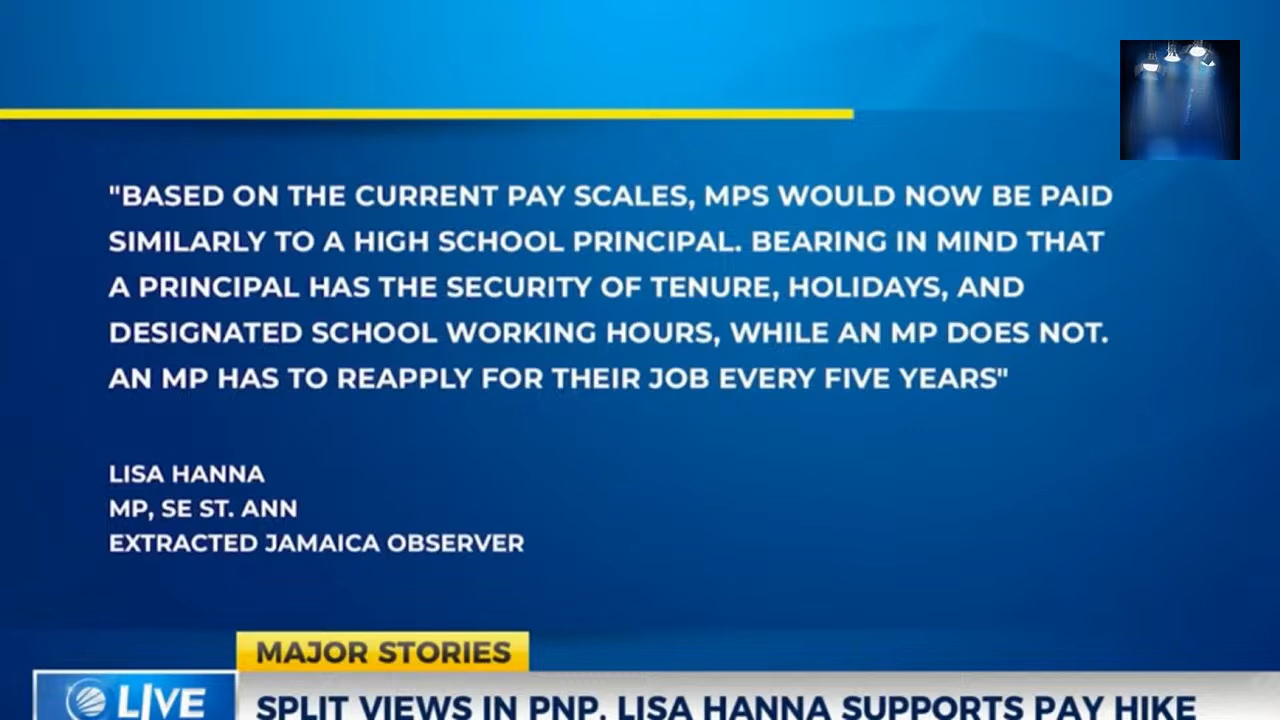 "BASED ON THE CURRENT PAY SCALES, MPS WOULD NOW BE PAID
SIMILARLY TO A HIGH SCHOOL PRINCIPAL. BEARING IN MIND THAT
A PRINCIPAL HAS THE SECURITY OF TENURE, HOLIDAYS, AND
DESIGNATED SCHOOL WORKING HOURS, WHILE AN MP DOES NOT.
AN MP HAS TO REAPPLY FOR THEIR JOB EVERY FIVE YEARS"
LISA HANNA
MP, SE ST. ANN
EXTRACTED JAMAICA OBSERVER
MAJOR STORIES
LIVE
SPLIT VIEWS IN PNP, LISA HANNA SUPPORTS PAY HIKE